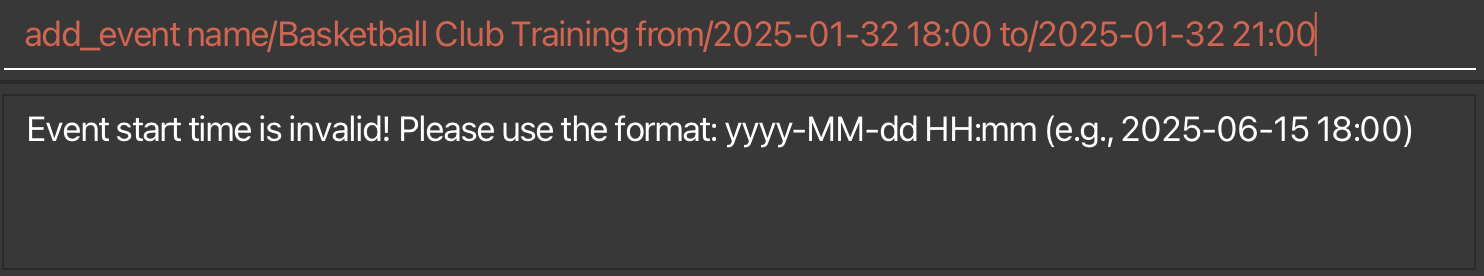 add_event name/Basketball Club Training from/2025-01-32 18:00 to/2025-01-32 21:00
Event start time is invalid! Please use the format: yyyy-MM-dd HH:mm (e.g., 2025-06-15 18:00)